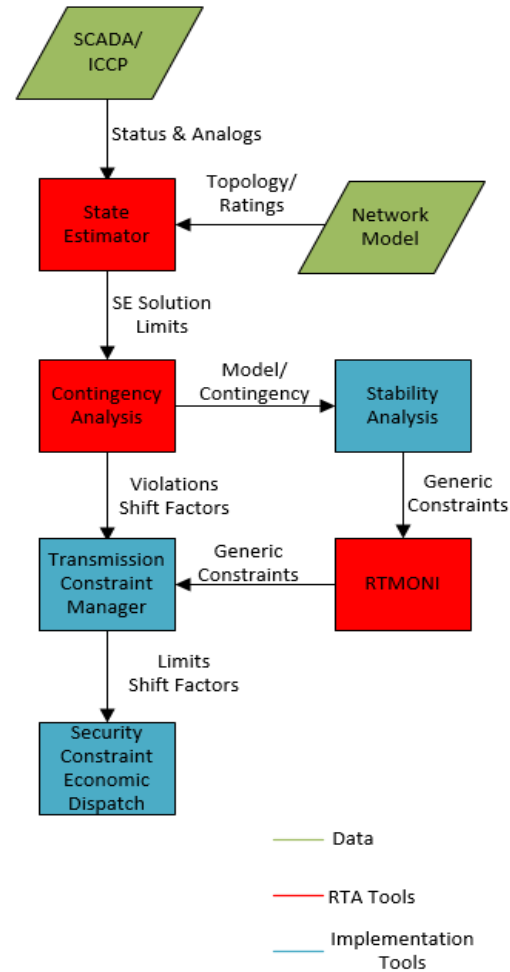 SCADA/
ICCP
Status & Analogs
Topology/
Ratings
State
Estimator
Network
Model
SE Solution
Limits
Contingency
Analysis
Model/
Contingency
Stability
Analysis
Violations
Shift Factors
Generic
Constraints
Transmission
Constraint
Manager
Generic
Constraints
RTMONI
Limits
Shift Factors
Security
Constraint
Economic
Dispatch
Data
RTA Tools
Implementation
Tools